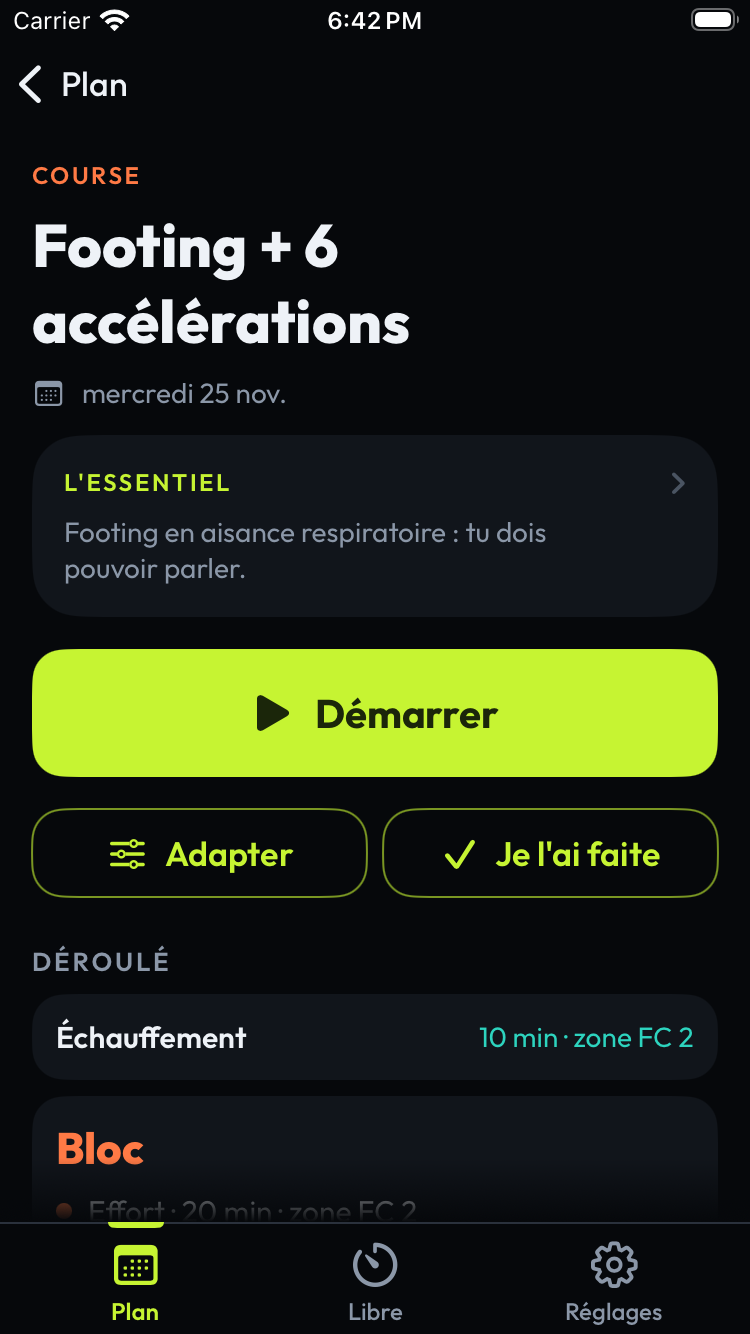 Carrier 6:42 PM
Plan
COURSE
Footing + 6
accélérations
mercredi 25 nov.
L'ESSENTIEL
Footing en aisance respiratoire : tu dois
pouvoir parler.
Démarrer
Adapter
Je l'ai faite
DÉROULÉ
Échauffement 10 min · zone FC 2
Bloc
Effort · 20 min · zone FC 2
Plan Libre Réglages